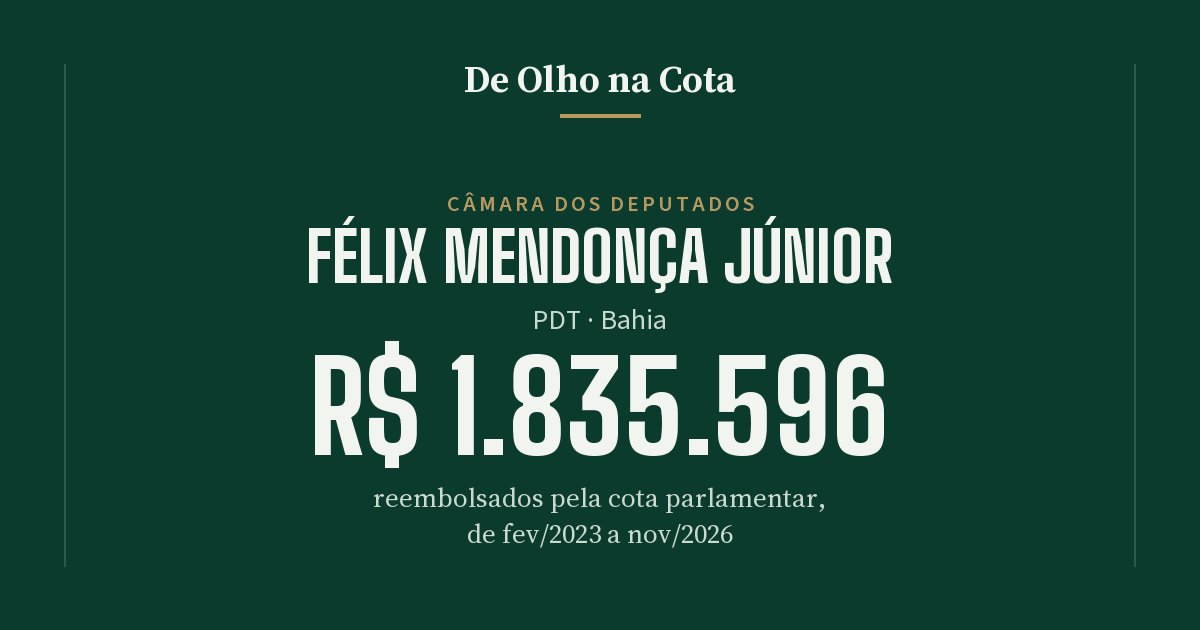 De Olho na Cota
CÂMARA DOS DEPUTADOS
FÉLIX MENDONÇA JÚNIOR
PDT · Bahia
R$ 1.835.596
reembolsados pela cota parlamentar,
de fev/2023 a nov/2026